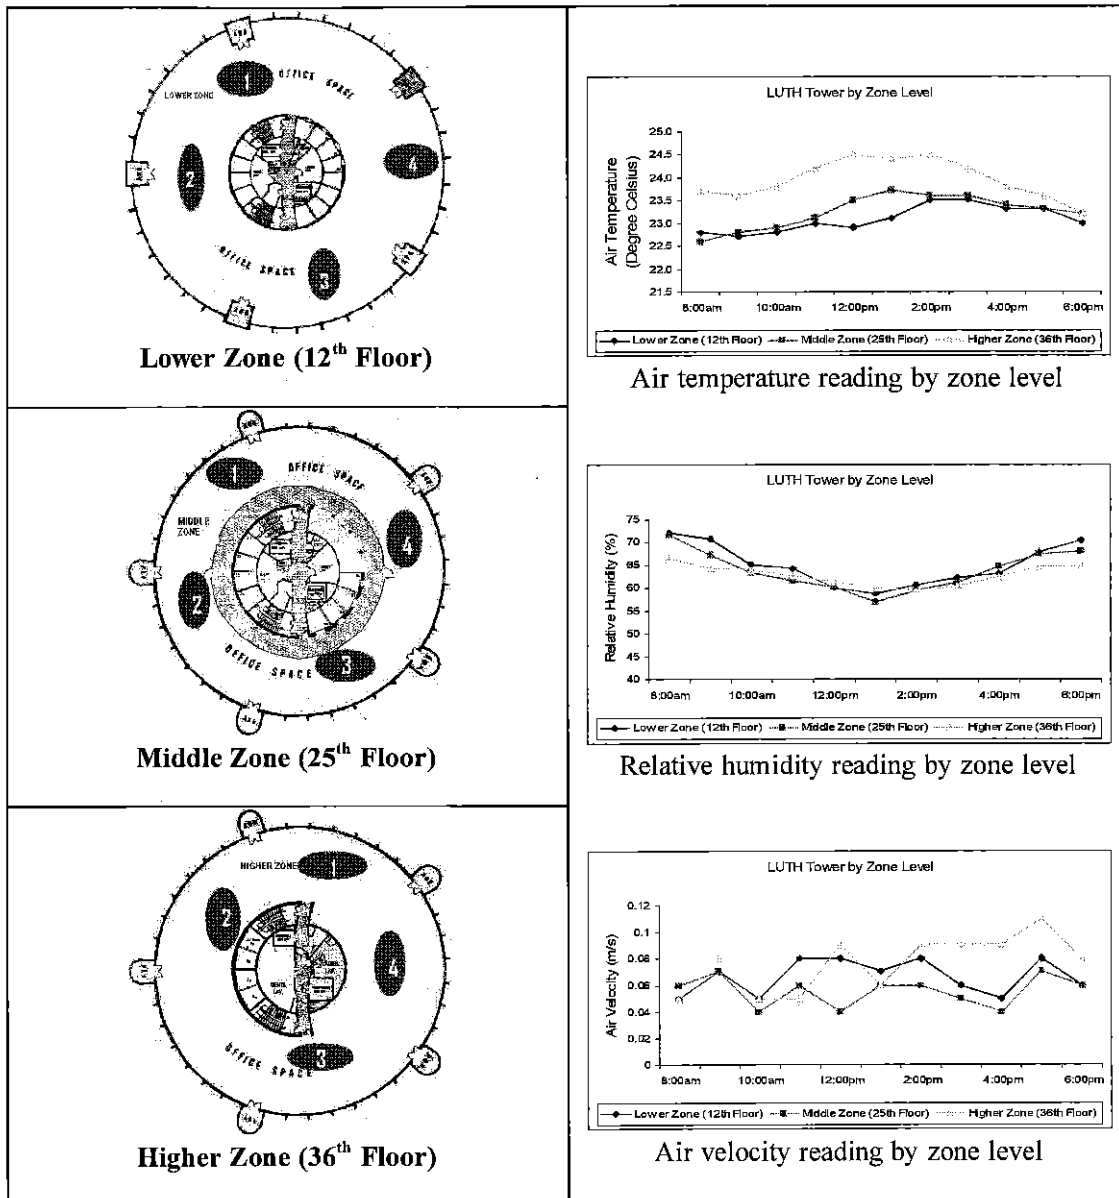 1
OFFICE SPACE
LOWER ZONE
4
2
OFFICE SPACE
3
Lower Zone (12th Floor)
LUTH Tower by Zone Level
Air Temperature
(Degree Celsius)
25.0
24.5
24.0
23.5
23.0
22.5
22.0
21.5
8:00am 10:00am 12:00pm 2:00pm 4:00pm 6:00pm
Lower Zone (12th Floor) Middle Zone (25th Floor) Higher Zone (36th Floor)
Air temperature reading by zone level
1
OFFICE SPACE
MIDDLE
ZONE
4
2
OFFICE SPACE
3
Middle Zone (25th Floor)
LUTH Tower by Zone Level
Relative Humidity (%)
75
70
65
60
55
50
45
40
8:00am 10:00am 12:00pm 2:00pm 4:00pm 6:00pm
Lower Zone (12th Floor) Middle Zone (25th Floor) Higher Zone (36th Floor)
Relative humidity reading by zone level
HIGHER ZONE
1
2
4
OFFICE SPACE
3
Higher Zone (36th Floor)
LUTH Tower by Zone Level
Air Velocity (m/s)
0.12
0.1
0.08
0.06
0.04
0.02
0
8:00am 10:00am 12:00pm 2:00pm 4:00pm 6:00pm
Lower Zone (12th Floor) Middle Zone (25th Floor) Higher Zone (36th Floor)
Air velocity reading by zone level